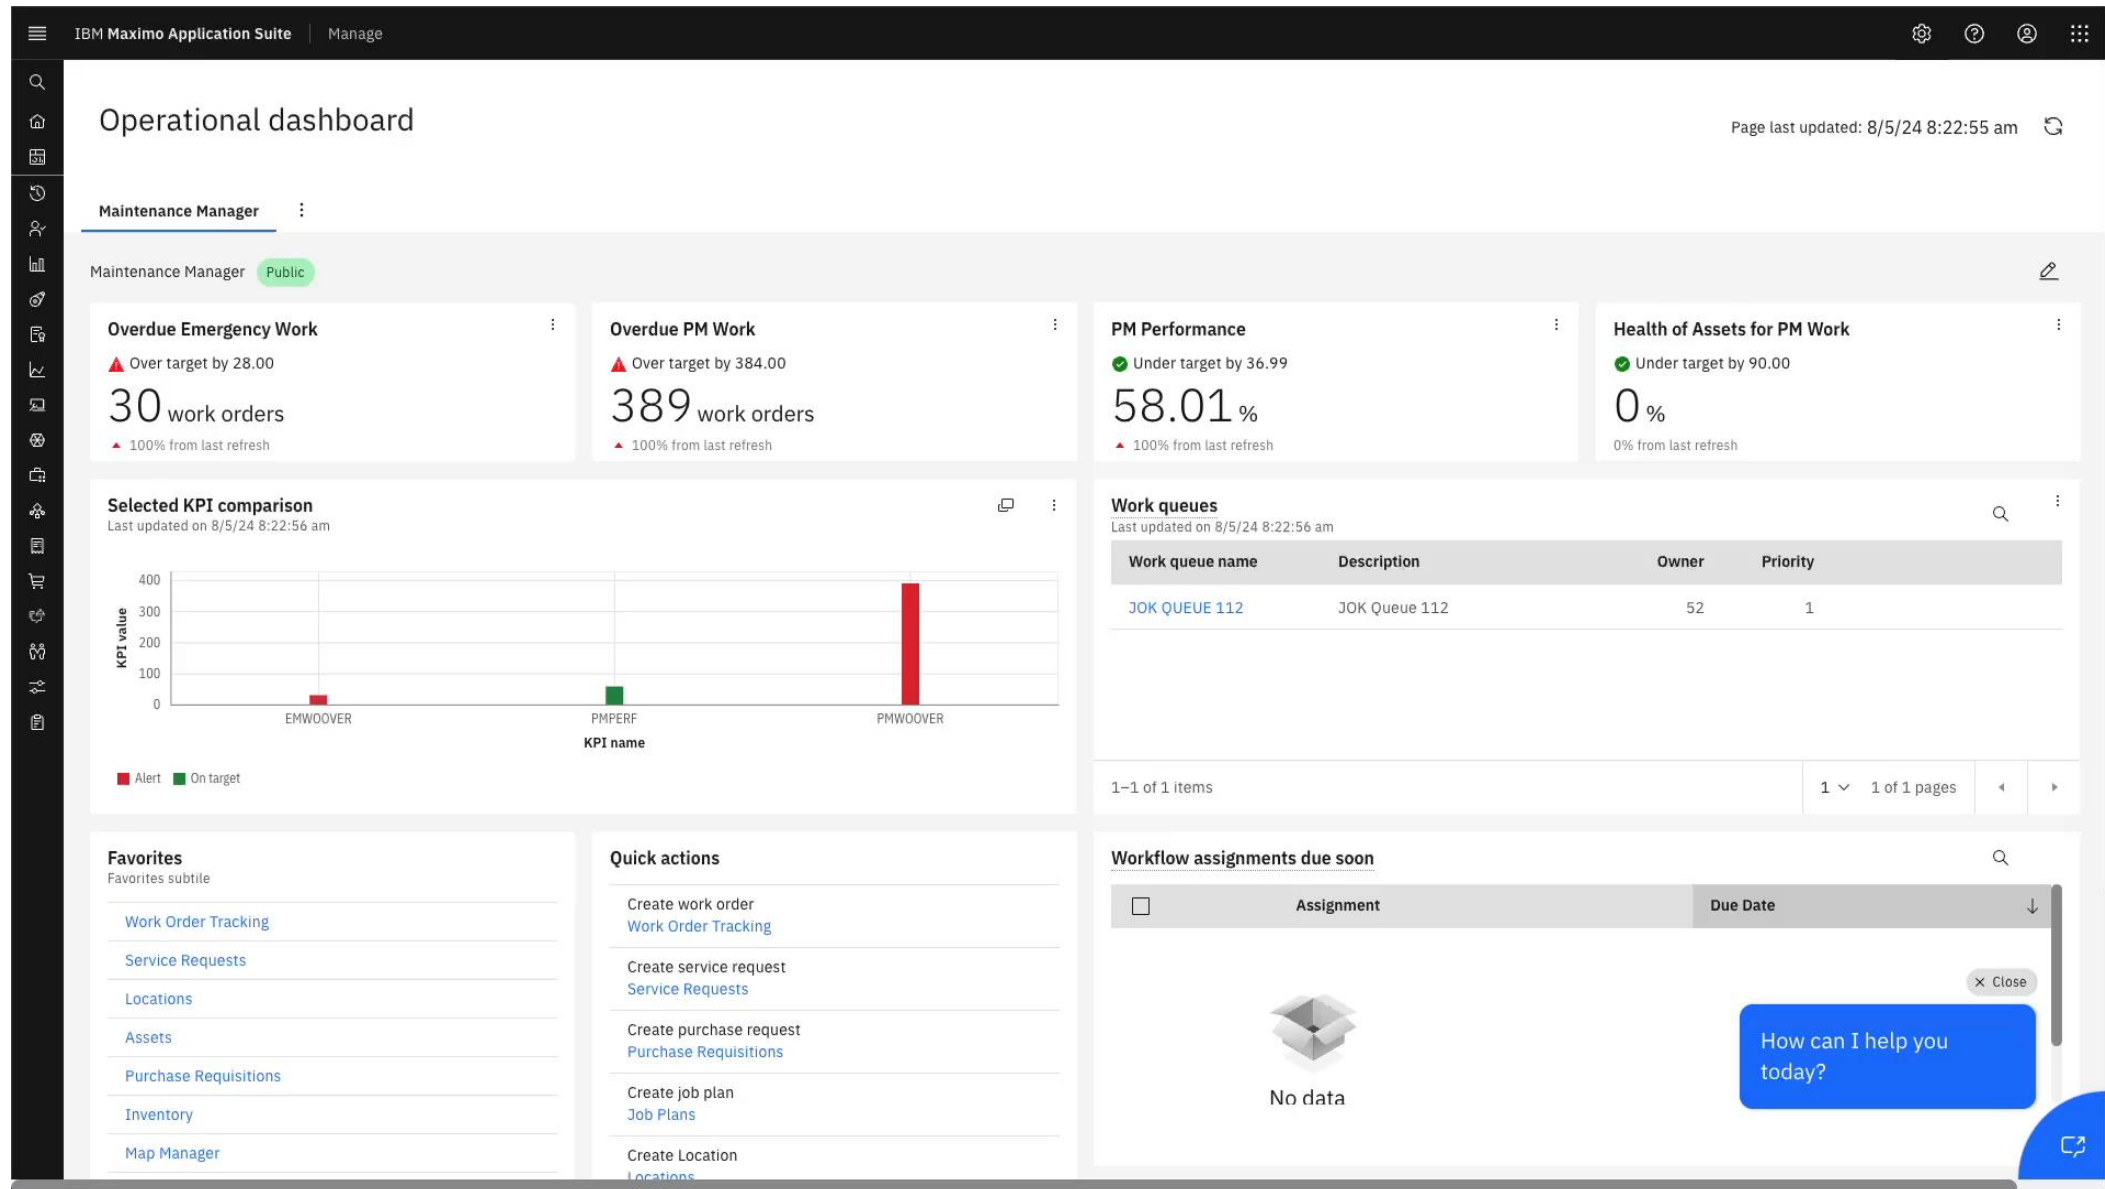 IBM Maximo Application Suite Manage
Operational dashboard
Page last updated: 8/5/24 8:22:55 am
Maintenance Manager
Maintenance Manager Public
Overdue Emergency Work
Over target by 28.00
30 work orders
100% from last refresh
Overdue PM Work
Over target by 384.00
389 work orders
100% from last refresh
PM Performance
Under target by 36.99
58.01 %
100% from last refresh
Health of Assets for PM Work
Under target by 90.00
0 %
0% from last refresh
Selected KPI comparison
Last updated on 8/5/24 8:22:56 am
KPI value
400
300
200
100
0
EMWOOVER PMPERF PMWOOVER
KPI name
Alert On target
Work queues
Last updated on 8/5/24 8:22:56 am
Work queue name Description Owner Priority
JOK QUEUE 112 JOK Queue 112 52 1
1–1 of 1 items 1 1 of 1 pages
Favorites
Favorites subtile
Work Order Tracking
Service Requests
Locations
Assets
Purchase Requisitions
Inventory
Map Manager
Quick actions
Create work order
Work Order Tracking
Create service request
Service Requests
Create purchase request
Purchase Requisitions
Create job plan
Job Plans
Create Location
Locations
Workflow assignments due soon
Assignment Due Date
No data
Close
How can I help you
today?